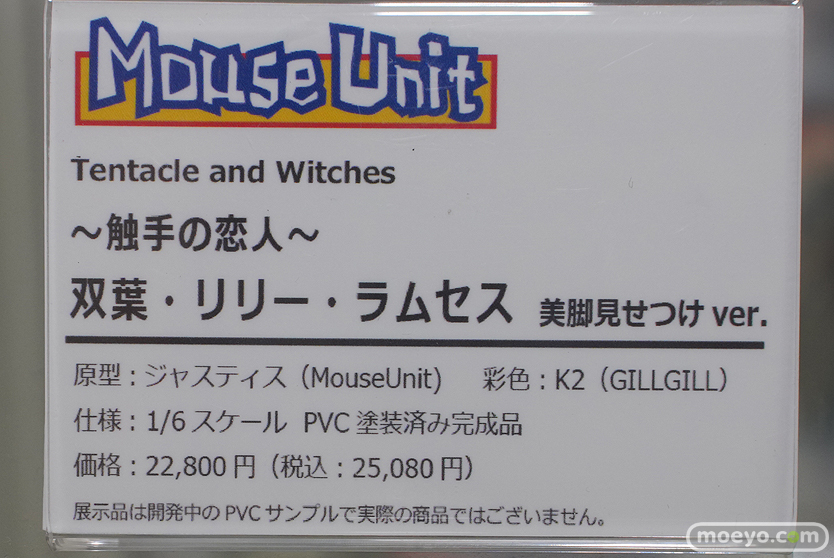 Mouse Unit
Tentacle and Witches
～触手の恋人～
双葉・リリー・ラムセス 美脚見せつけ ver.
原型：ジャスティス（MouseUnit) 彩色：K2（GILLGILL）
仕様：1/6 スケール PVC 塗装済み完成品
価格：22,800 円（税込：25,080 円）
展示品は開発中の PVC サンプルで実際の商品ではございません。
moeyo.com